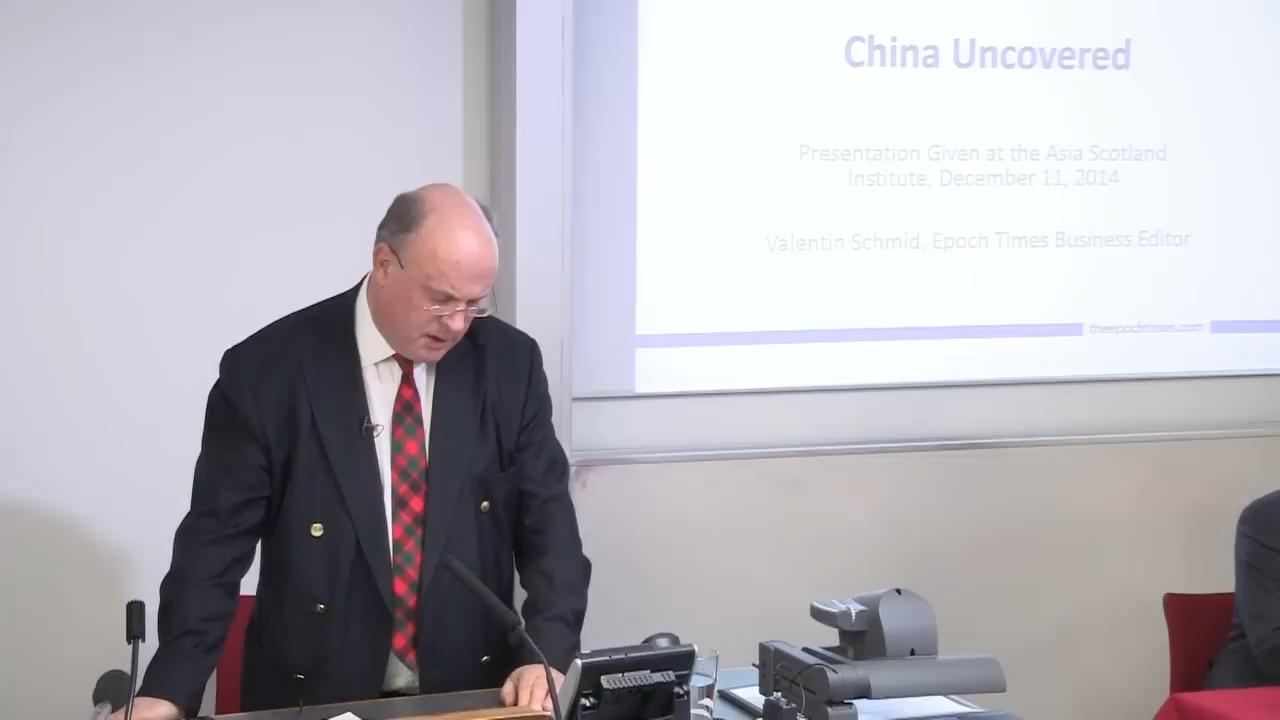 China Uncovered
Presentation Given at the Asia Scotland
Institute, December 11, 2014
Valentin Schmid, Epoch Times Business Editor
theepochtimes.com